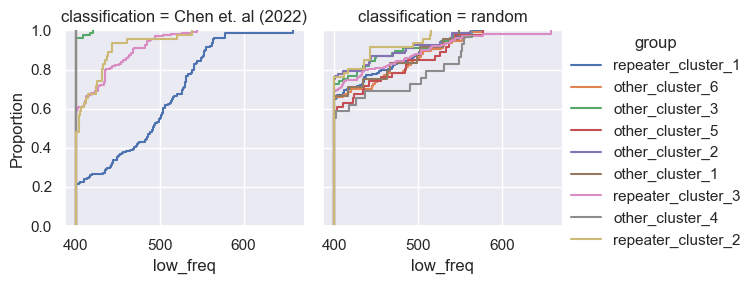 classification = Chen et. al (2022)
classification = random
Proportion
1.0
0.8
0.6
0.4
0.2
0.0
400
500
600
low_freq
400
500
600
low_freq
group
repeater_cluster_1
other_cluster_6
other_cluster_3
other_cluster_5
other_cluster_2
other_cluster_1
repeater_cluster_3
other_cluster_4
repeater_cluster_2